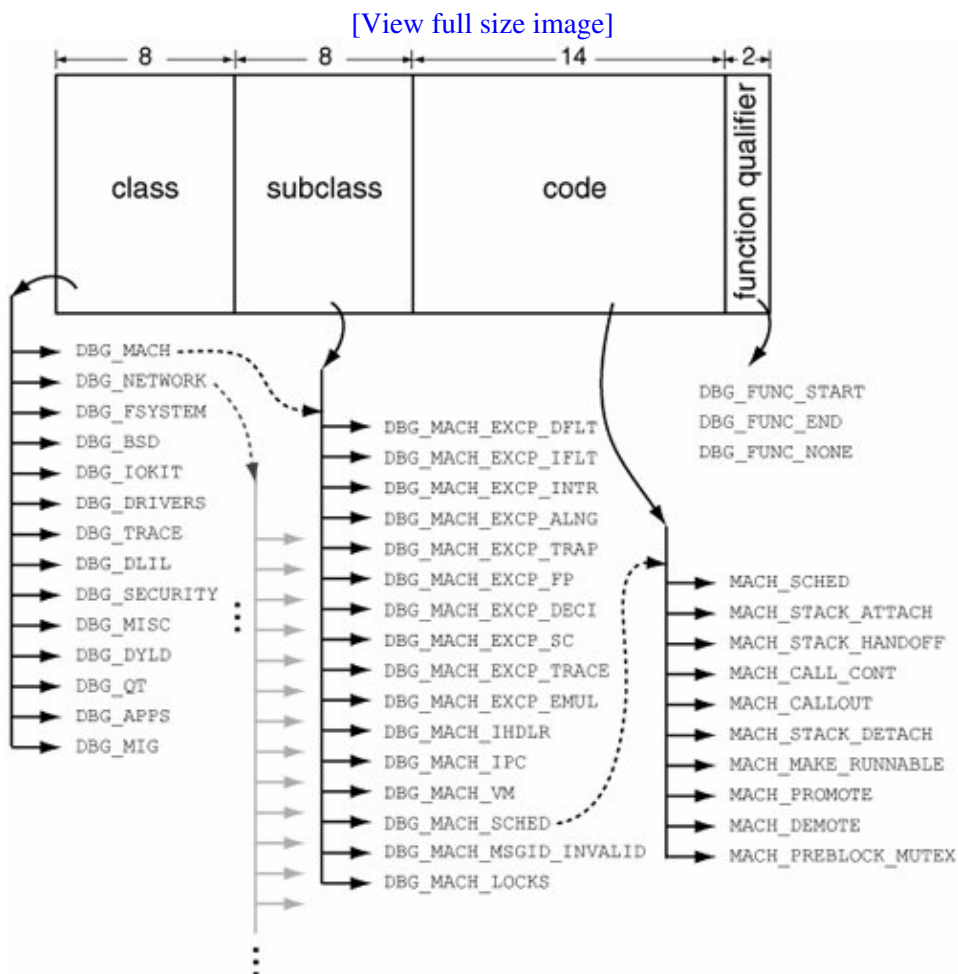 [View full size image]
8 8 14 2
class
subclass
code
function qualifier
DBG_MACH
DBG_NETWORK
DBG_FSYSTEM
DBG_BSD
DBG_IOKIT
DBG_DRIVERS
DBG_TRACE
DBG_DLIL
DBG_SECURITY
DBG_MISC
DBG_DYLD
DBG_QT
DBG_APPS
DBG_MIG
DBG_MACH_EXCP_DFLT
DBG_MACH_EXCP_IFLT
DBG_MACH_EXCP_INTR
DBG_MACH_EXCP_ALNG
DBG_MACH_EXCP_TRAP
DBG_MACH_EXCP_FP
DBG_MACH_EXCP_DECI
DBG_MACH_EXCP_SC
DBG_MACH_EXCP_TRACE
DBG_MACH_EXCP_EMUL
DBG_MACH_IHDLR
DBG_MACH_IPC
DBG_MACH_VM
DBG_MACH_SCHED
DBG_MACH_MSGID_INVALID
DBG_MACH_LOCKS
DBG_FUNC_START
DBG_FUNC_END
DBG_FUNC_NONE
MACH_SCHED
MACH_STACK_ATTACH
MACH_STACK_HANDOFF
MACH_CALL_CONT
MACH_CALLOUT
MACH_STACK_DETACH
MACH_MAKE_RUNNABLE
MACH_PROMOTE
MACH_DEMOTE
MACH_PREBLOCK_MUTEX